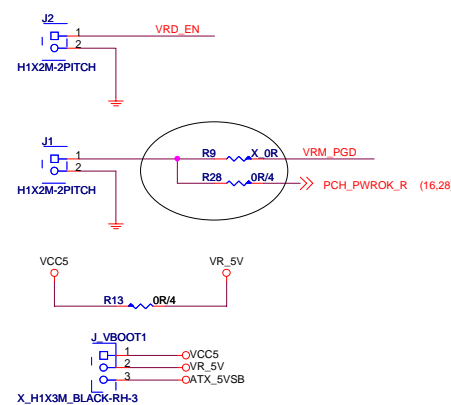 J2
VRD_EN
1
2
H1X2M-2PITCH
J1
R9 X_0R VRM_PGD
1
2
R28 0R/4
PCH_PWROK_R (16,28
H1X2M-2PITCH
VCC5 VR_5V
R13 0R/4
J_VBOOT1
1 VCC5
2 VR_5V
3 ATX_5VSB
X_H1X3M_BLACK-RH-3